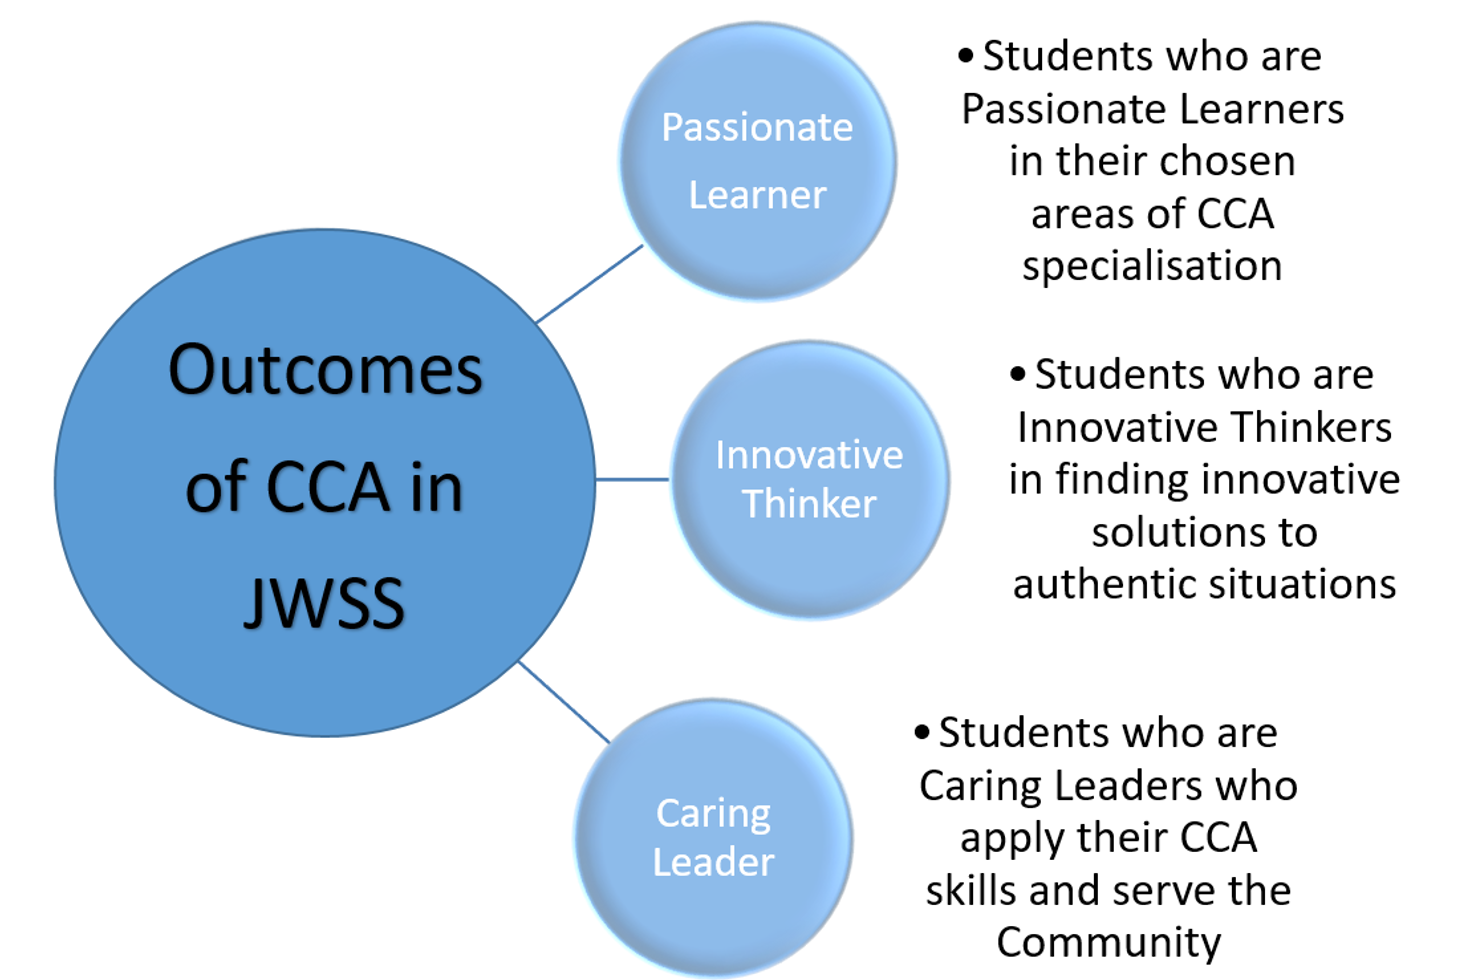 Outcomes
of CCA in
JWSS
Passionate
Learner
• Students who are
Passionate Learners
in their chosen
areas of CCA
specialisation
Innovative
Thinker
• Students who are
Innovative Thinkers
in finding innovative
solutions to
authentic situations
Caring
Leader
• Students who are
Caring Leaders who
apply their CCA
skills and serve the
Community